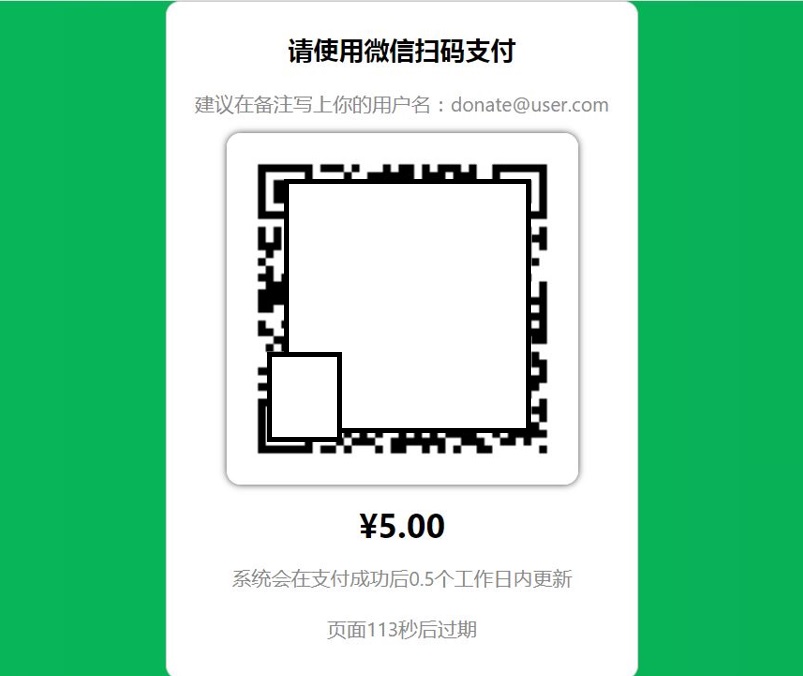 请使用微信扫码支付
建议在备注写上你的用户名：donate@user.com
¥5.00
系统会在支付成功后0.5个工作日内更新
页面113秒后过期